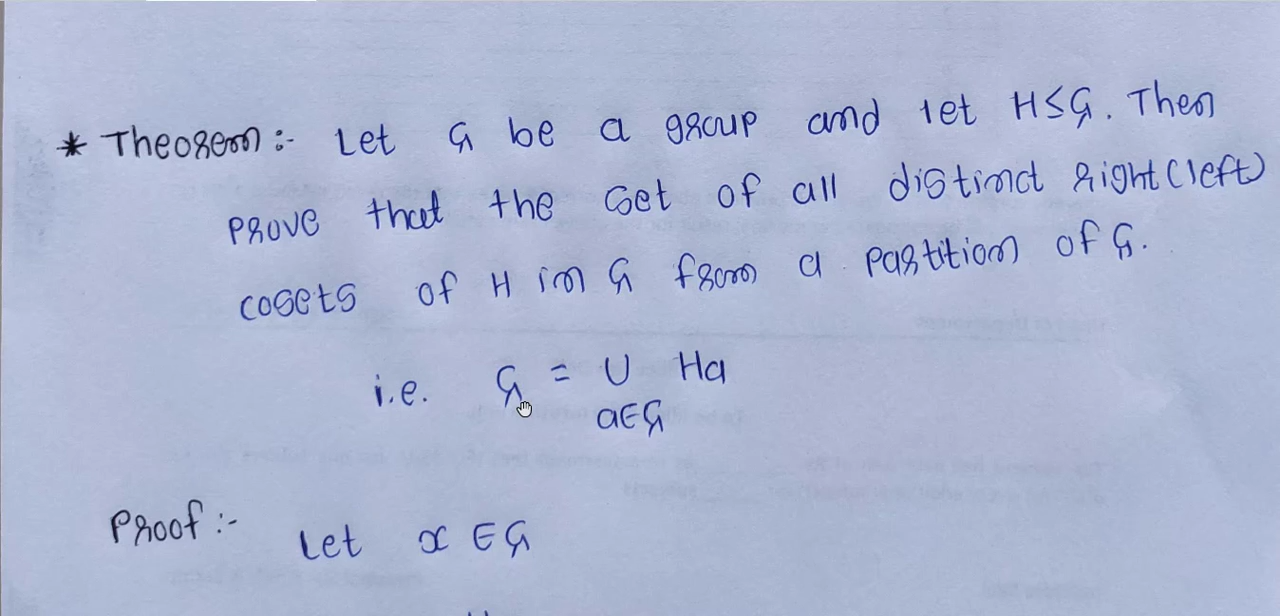 * Theorem :- Let G be a group and let H≤G. Then
prove that the set of all distinct right (left)
cosets of H in G from a partition of G.
i.e. G = ∪ Ha
a∈G
Proof :- Let x ∈ G